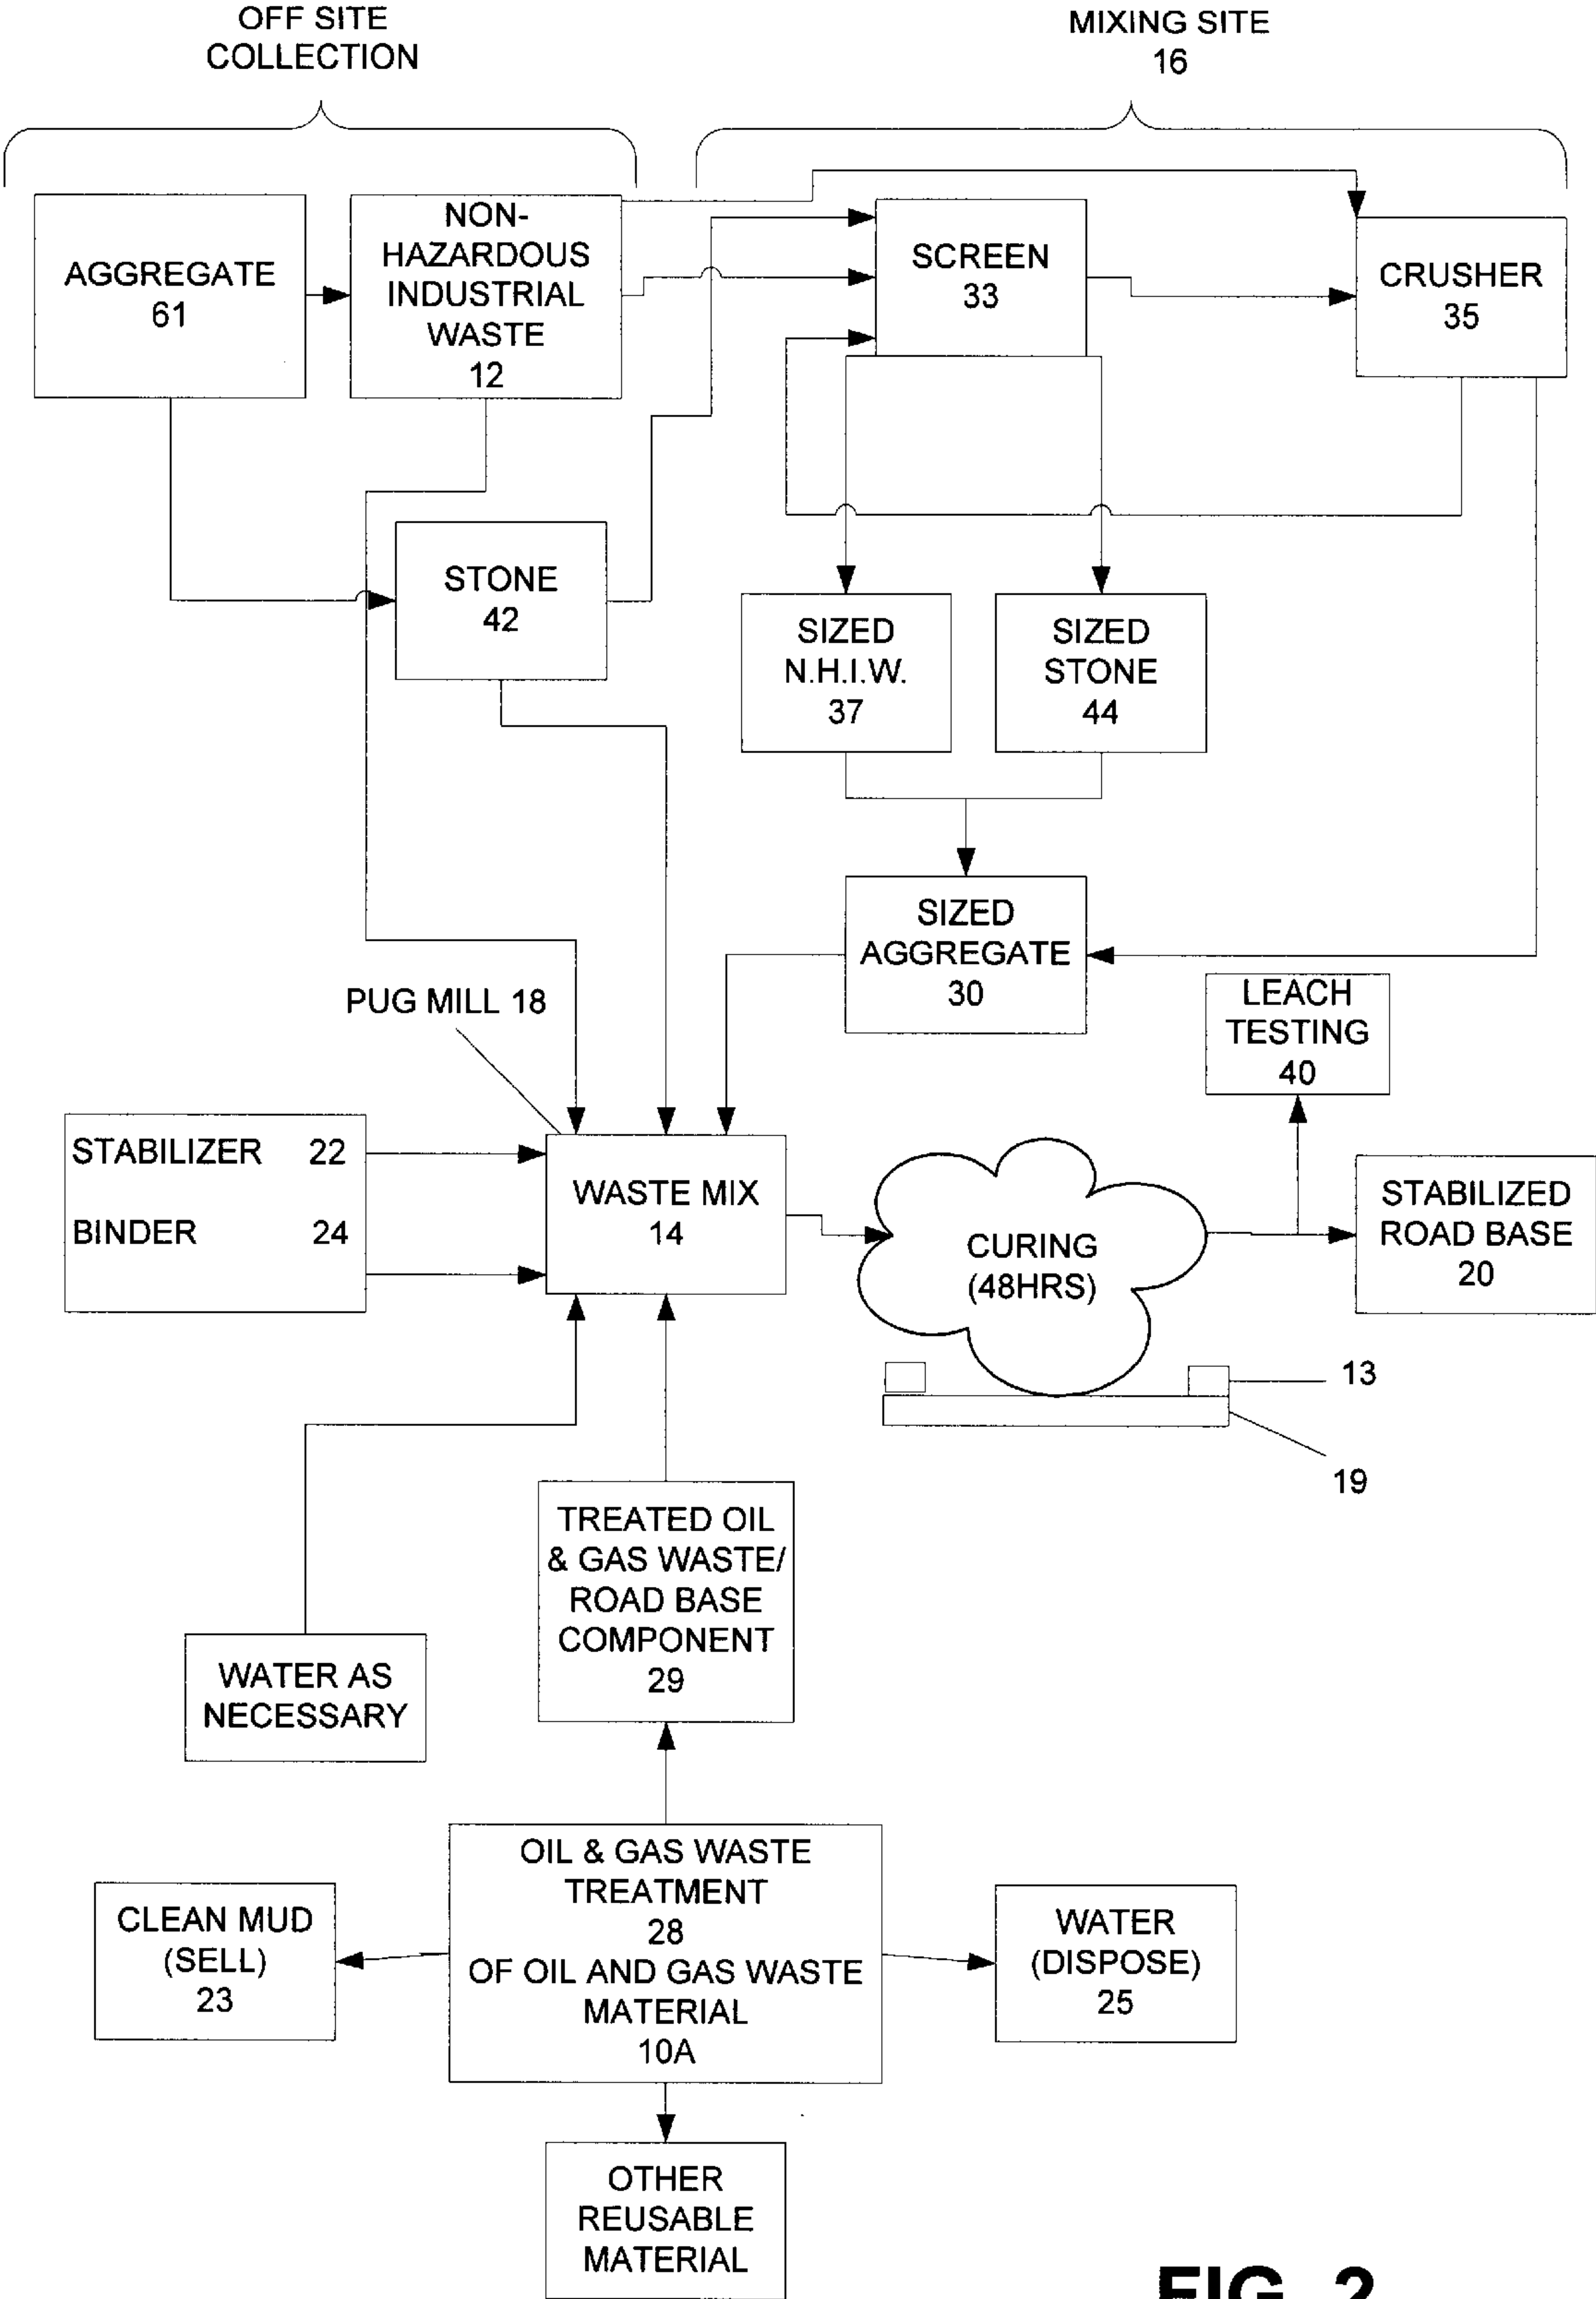 OFF SITE
COLLECTION
MIXING SITE
16
AGGREGATE
61
NON-
HAZARDOUS
INDUSTRIAL
WASTE
12
SCREEN
33
CRUSHER
35
STONE
42
SIZED
N.H.I.W.
37
SIZED
STONE
44
SIZED
AGGREGATE
30
PUG MILL 18
LEACH
TESTING
40
STABILIZER 22
BINDER 24
WASTE MIX
14
CURING
(48HRS)
STABILIZED
ROAD BASE
20
13
19
TREATED OIL
& GAS WASTE/
ROAD BASE
COMPONENT
29
WATER AS
NECESSARY
OIL & GAS WASTE
TREATMENT
28
OF OIL AND GAS WASTE
MATERIAL
10A
CLEAN MUD
(SELL)
23
WATER
(DISPOSE)
25
OTHER
REUSABLE
MATERIAL
FIG. 2